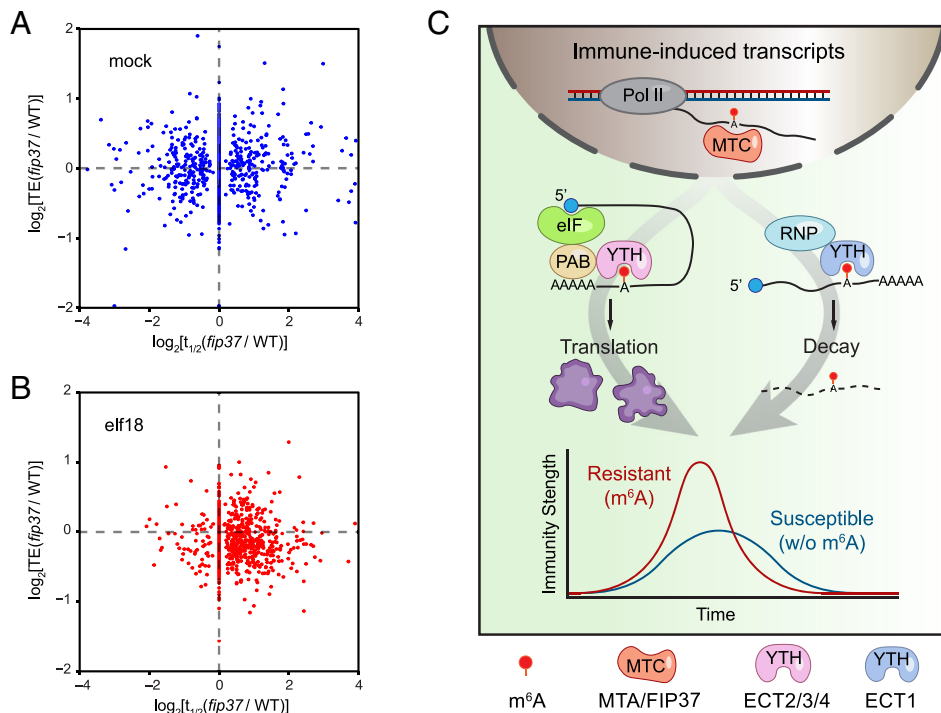 A
mock
2
1
0
−1
−2
−4
−2
0
2
4
log2[TE(fip37 / WT)]
log2[t1/2(fip37 / WT)]
B
elf18
2
1
0
−1
−2
−4
−2
0
2
4
log2[TE(fip37 / WT)]
log2[t1/2(fip37 / WT)]
C
Immune-induced transcripts
Pol II
A
MTC
5'
eIF
PAB
YTH
AAAAA
A
Translation
RNP
YTH
5'
A
AAAAA
Decay
A
Immunity Stength
Resistant
(m⁶A)
Susceptible
(w/o m⁶A)
Time
m⁶A
MTC
MTA/FIP37
YTH
ECT2/3/4
YTH
ECT1